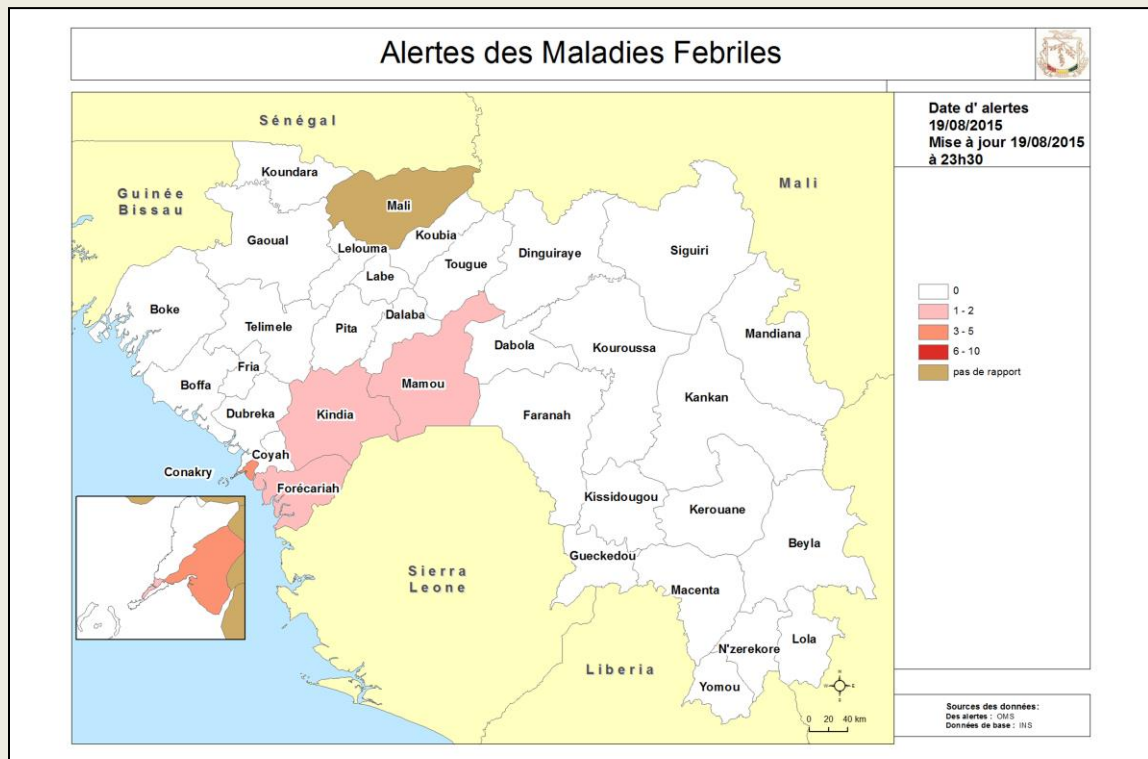 Alertes des Maladies Febriles
Date d' alertes
19/08/2015
Mise à jour 19/08/2015
à 23h30
Sénégal
Guinée
Bissau
Mali
Koundara
Mali
Koubia
Gaoual
Lelouma
Labe
Tougue
Dinguiraye
Siguiri
Boke
Telimele
Pita
Dalaba
Dabola
Kouroussa
Mandiana
Fria
Boffa
Mamou
Kankan
Dubreka
Kindia
Faranah
Coyah
Conakry
Forécariah
Kissidougou
Kerouane
Beyla
Gueckedou
Sierra
Leone
Macenta
N'zerekore
Lola
Liberia
Yomou
0
1 - 2
3 - 5
6 - 10
pas de rapport
N
W
E
S
0 20 40 km
Sources des données:
Des alertes : OMS
Données de base : INS